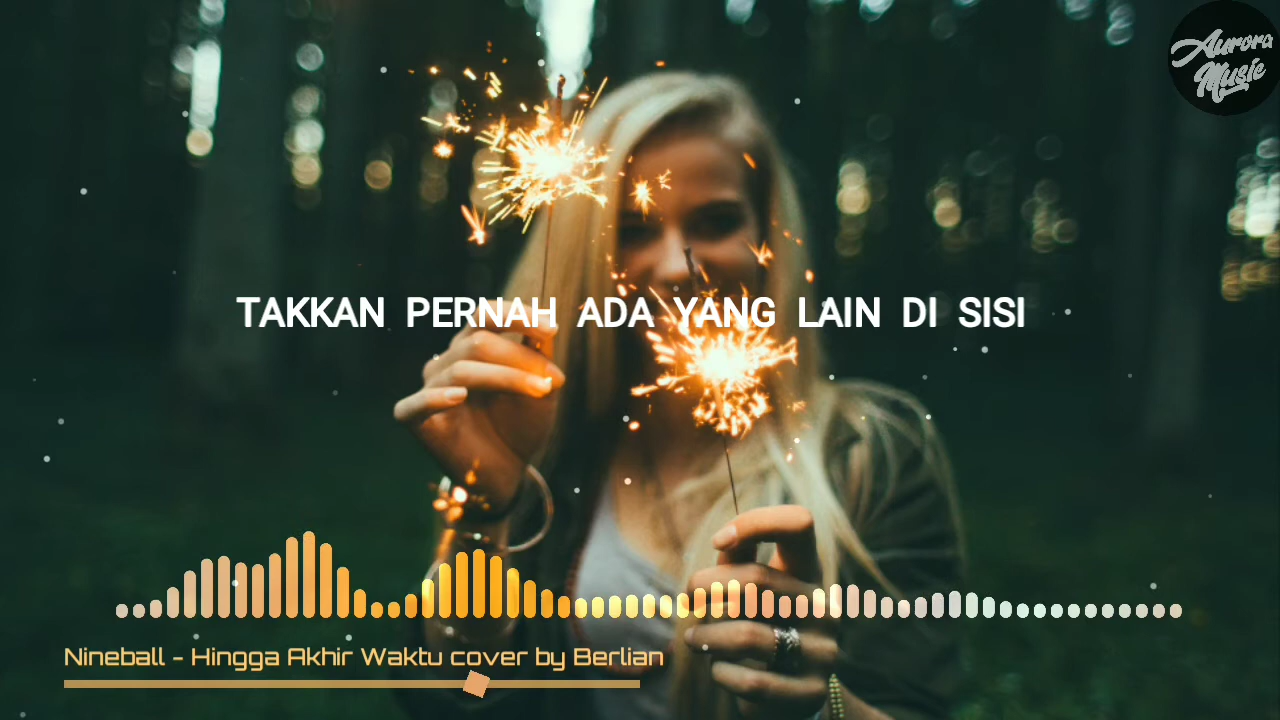 Aurora
Music
TAKKAN PERNAH ADA YANG LAIN DI SISI
Nineball - Hingga Akhir Waktu cover by Berlian